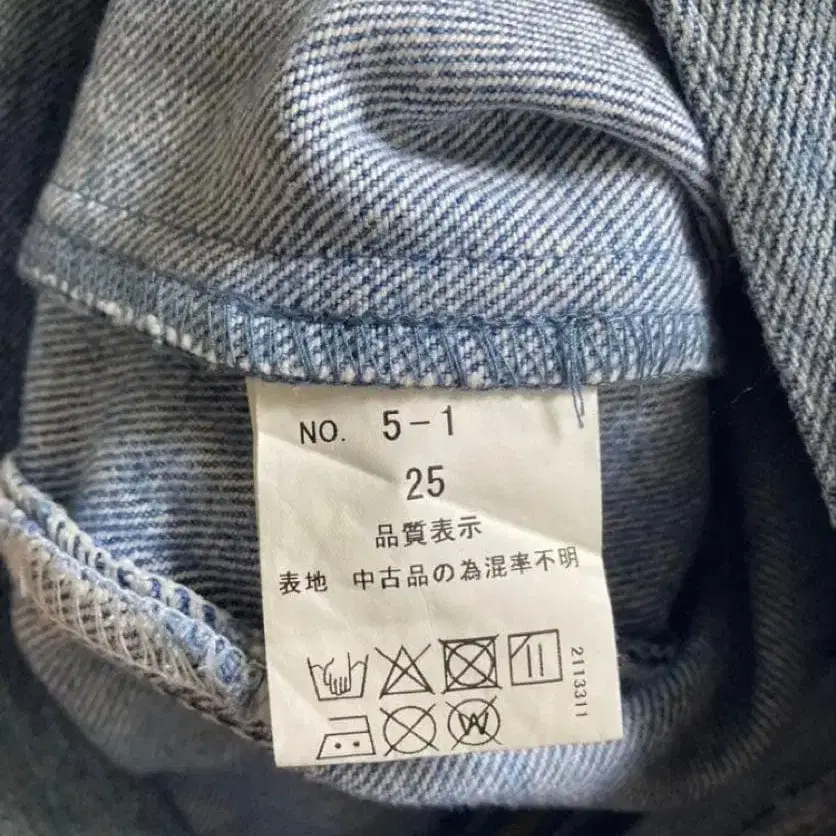 NO. 5-1
25
品質表示
表地 中古品の為混率不明
2113311